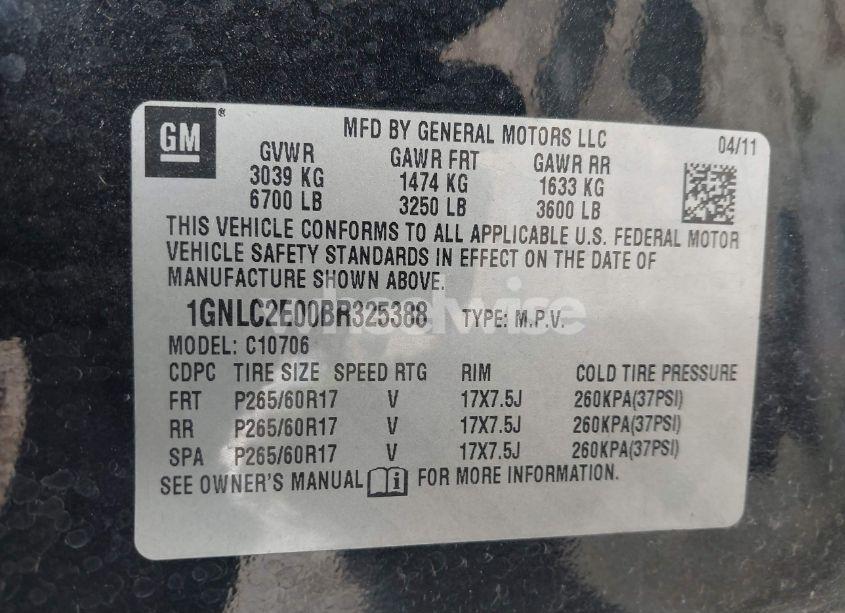 GM
MFD BY GENERAL MOTORS LLC
04/11
GVWR GAWR FRT GAWR RR
3039 KG 1474 KG 1633 KG
6700 LB 3250 LB 3600 LB
THIS VEHICLE CONFORMS TO ALL APPLICABLE U.S. FEDERAL MOTOR
VEHICLE SAFETY STANDARDS IN EFFECT ON THE DATE OF
MANUFACTURE SHOWN ABOVE.
1GNLC2E00BR325388 TYPE: M.P.V.
MODEL: C10706
CDPC TIRE SIZE SPEED RTG RIM COLD TIRE PRESSURE
FRT P265/60R17 V 17X7.5J 260KPA(37PSI)
RR P265/60R17 V 17X7.5J 260KPA(37PSI)
SPA P265/60R17 V 17X7.5J 260KPA(37PSI)
SEE OWNER'S MANUAL FOR MORE INFORMATION.